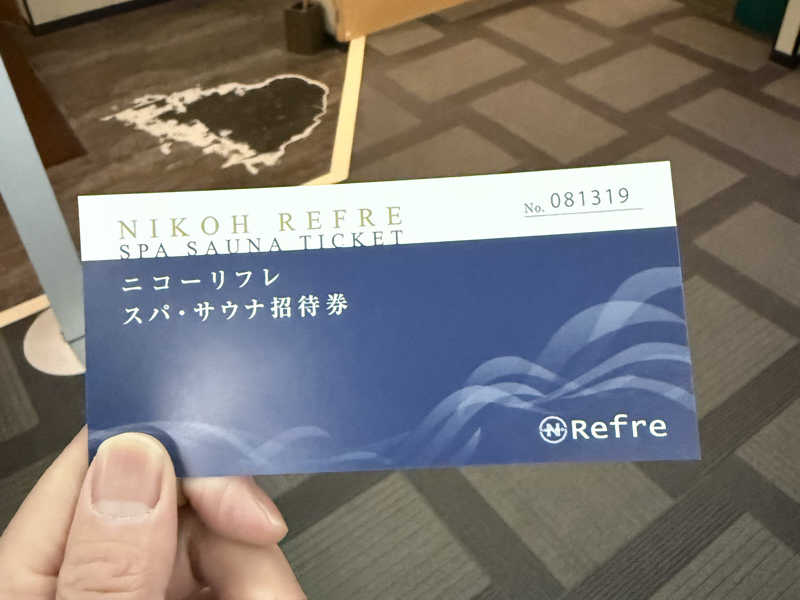 NIKOH REFRE
SPA SAUNA TICKET
No. 081319
ニコーリフレ
スパ・サウナ招待券
N Refre